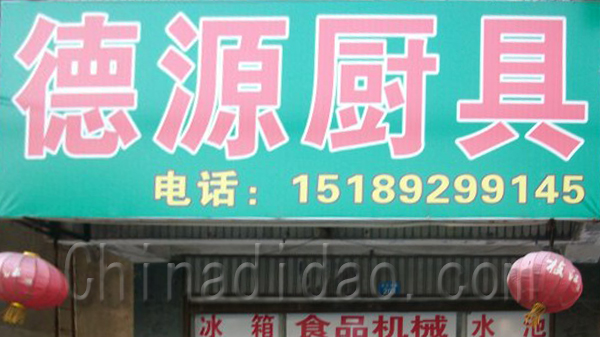 德源厨具
电话：15189299145
Chinadidao.com
冰箱 食品机械 水池